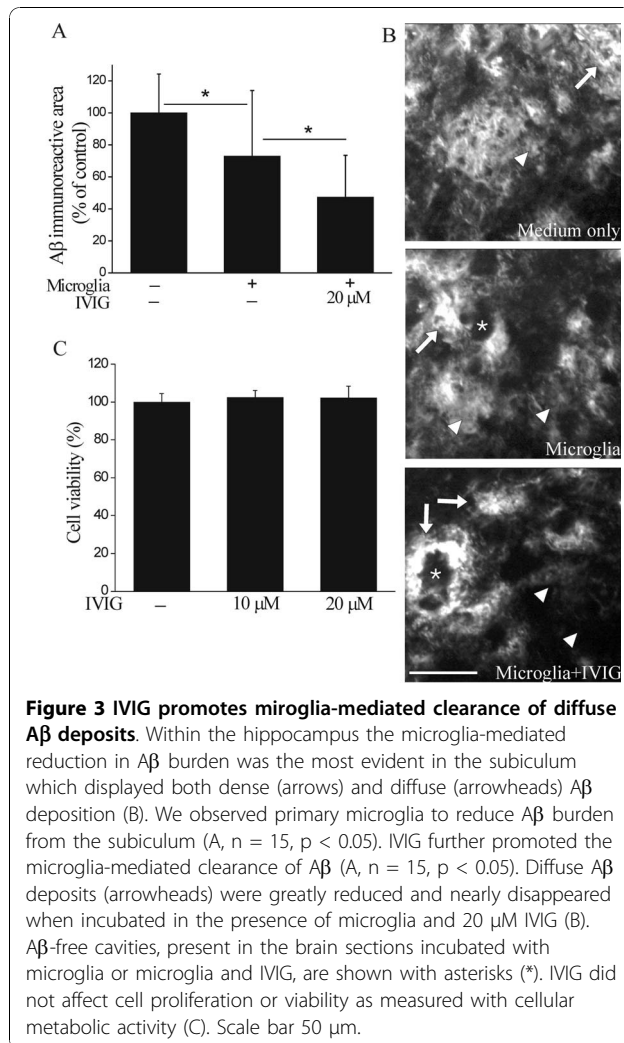 A
B
Aβ immunoreactive area
(% of control)
120
100
80
60
40
20
0
*
*
Microglia – + +
IVIG – – 20 µM
Medium only
*
Microglia
*
Microglia+IVIG
C
Cell viability (%)
120
100
80
60
40
20
0
IVIG – 10 µM 20 µM
Figure 3 IVIG promotes miroglia-mediated clearance of diffuse
Aβ deposits. Within the hippocampus the microglia-mediated
reduction in Aβ burden was the most evident in the subiculum
which displayed both dense (arrows) and diffuse (arrowheads) Aβ
deposition (B). We observed primary microglia to reduce Aβ burden
from the subiculum (A, n = 15, p < 0.05). IVIG further promoted the
microglia-mediated clearance of Aβ (A, n = 15, p < 0.05). Diffuse Aβ
deposits (arrowheads) were greatly reduced and nearly disappeared
when incubated in the presence of microglia and 20 µM IVIG (B).
Aβ-free cavities, present in the brain sections incubated with
microglia or microglia and IVIG, are shown with asterisks (*). IVIG did
not affect cell proliferation or viability as measured with cellular
metabolic activity (C). Scale bar 50 µm.